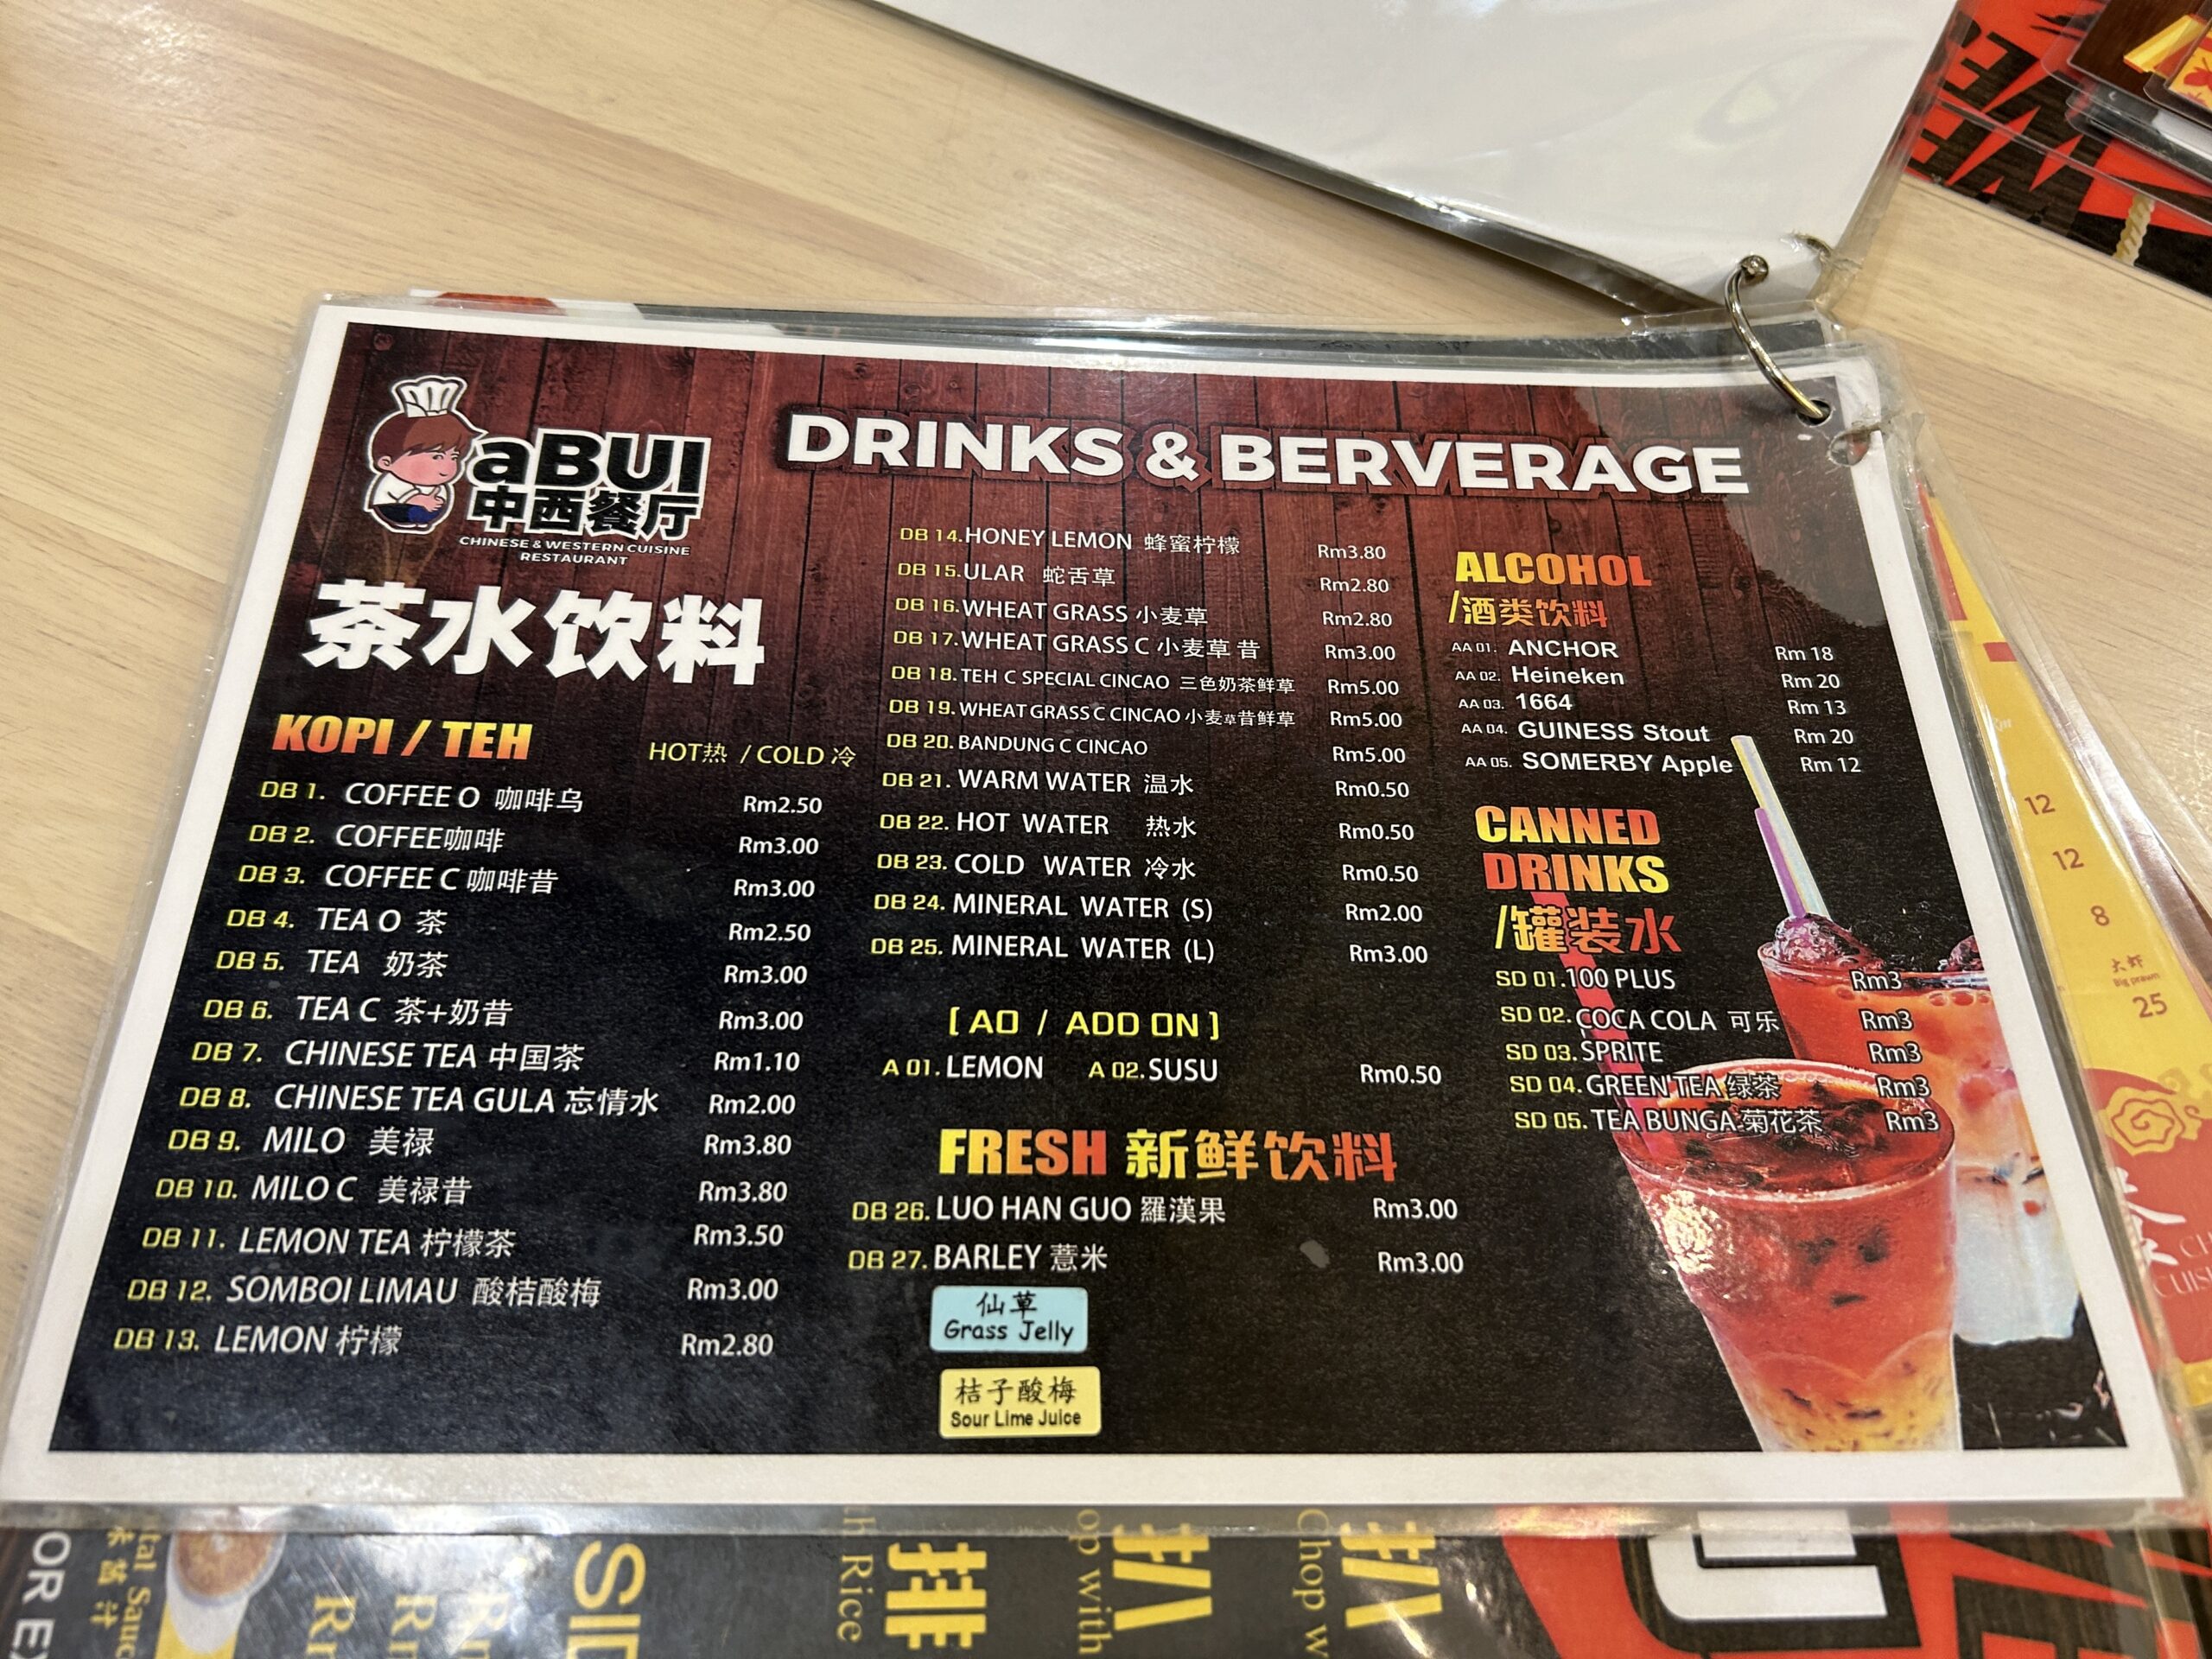 aBUI
中西餐厅
CHINESE & WESTERN CUISINE
RESTAURANT
DRINKS & BERVERAGE
茶水饮料
KOPI / TEH
HOT热 / COLD 冷
DB 1. COFFEE O 咖啡乌 Rm2.50
DB 2. COFFEE咖啡 Rm3.00
DB 3. COFFEE C 咖啡昔 Rm3.00
DB 4. TEA O 茶 Rm2.50
DB 5. TEA 奶茶 Rm3.00
DB 6. TEA C 茶+奶昔 Rm3.00
DB 7. CHINESE TEA 中国茶 Rm1.10
DB 8. CHINESE TEA GULA 忘情水 Rm2.00
DB 9. MILO 美禄 Rm3.80
DB 10. MILO C 美禄昔 Rm3.80
DB 11. LEMON TEA 柠檬茶 Rm3.50
DB 12. SOMBOI LIMAU 酸桔酸梅 Rm3.00
DB 13. LEMON 柠檬 Rm2.80
DB 14. HONEY LEMON 蜂蜜柠檬 Rm3.80
DB 15. ULAR 蛇舌草 Rm2.80
DB 16. WHEAT GRASS 小麦草 Rm2.80
DB 17. WHEAT GRASS C 小麦草 昔 Rm3.00
DB 18. TEH C SPECIAL CINCAO 三色奶茶鲜草 Rm5.00
DB 19. WHEAT GRASS C CINCAO 小麦草昔鲜草 Rm5.00
DB 20. BANDUNG C CINCAO Rm5.00
DB 21. WARM WATER 温水 Rm0.50
DB 22. HOT WATER 热水 Rm0.50
DB 23. COLD WATER 冷水 Rm0.50
DB 24. MINERAL WATER (S) Rm2.00
DB 25. MINERAL WATER (L) Rm3.00
[ AO / ADD ON ]
A 01. LEMON A 02. SUSU Rm0.50
FRESH 新鲜饮料
DB 26. LUO HAN GUO 羅漢果 Rm3.00
DB 27. BARLEY 薏米 Rm3.00
仙草
Grass Jelly
桔子酸梅
Sour Lime Juice
ALCOHOL
/酒类饮料
AA 01. ANCHOR Rm 18
AA 02. Heineken Rm 20
AA 03. 1664 Rm 13
AA 04. GUINESS Stout Rm 20
AA 05. SOMERBY Apple Rm 12
CANNED
DRINKS
/罐装水
SD 01. 100 PLUS Rm3
SD 02. COCA COLA 可乐 Rm3
SD 03. SPRITE Rm3
SD 04. GREEN TEA 绿茶 Rm3
SD 05. TEA BUNGA 菊花茶 Rm3
12
12
8
大虾
Big prawn
25
OR
排
h Rice
扒
op with
扒
Chop w